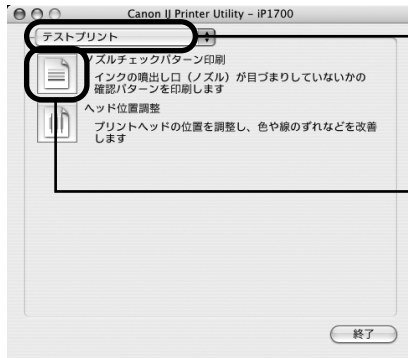 Canon IJ Printer Utility – iP1700
テストプリント
ノズルチェックパターン印刷
インクの噴出し口（ノズル）が目づまりしていないかの
確認パターンを印刷します
ヘッド位置調整
プリントヘッドの位置を調整し、色や線のずれなどを改善
します
終了